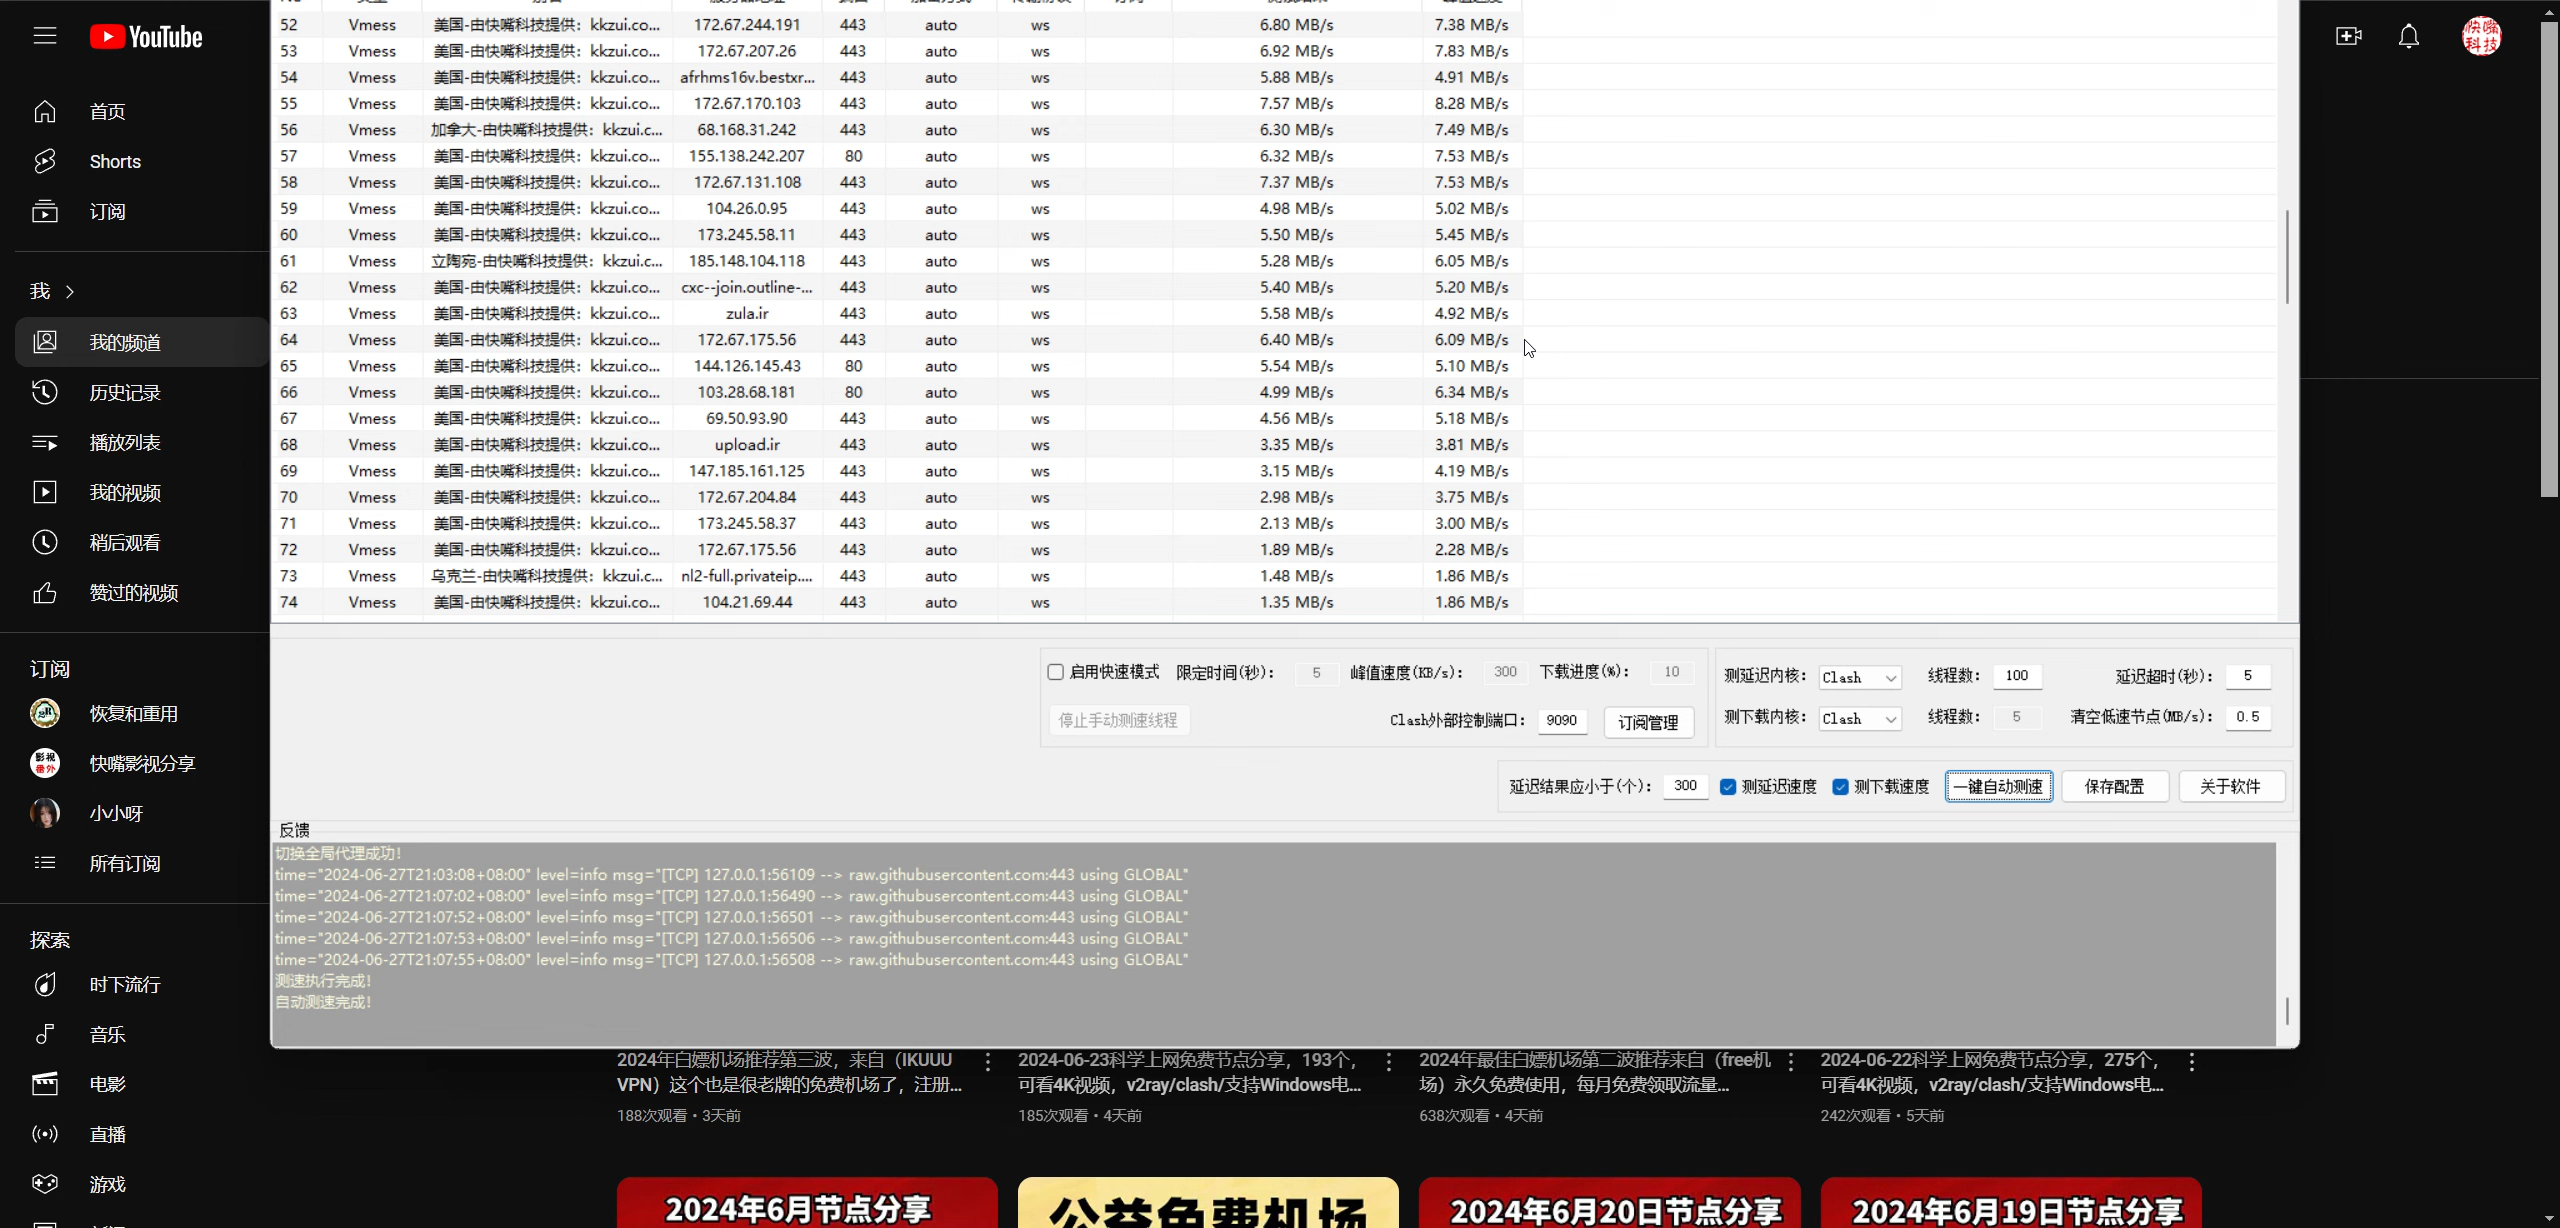 YouTube
首页
Shorts
订阅
我
我的频道
历史记录
播放列表
我的视频
稍后观看
赞过的视频
订阅
恢复和重用
快嘴影视分享
小小呀
所有订阅
探索
时下流行
音乐
电影
直播
游戏
快嘴科技
52 Vmess 美国-由快嘴科技提供：kkzui.co... 172.67.244.191 443 auto ws 6.80 MB/s 7.38 MB/s
53 Vmess 美国-由快嘴科技提供：kkzui.co... 172.67.207.26 443 auto ws 6.92 MB/s 7.83 MB/s
54 Vmess 美国-由快嘴科技提供：kkzui.co... afrhms16v.bestxr... 443 auto ws 5.88 MB/s 4.91 MB/s
55 Vmess 美国-由快嘴科技提供：kkzui.co... 172.67.170.103 443 auto ws 7.57 MB/s 8.28 MB/s
56 Vmess 加拿大-由快嘴科技提供：kkzui.c... 68.168.31.242 443 auto ws 6.30 MB/s 7.49 MB/s
57 Vmess 美国-由快嘴科技提供：kkzui.co... 155.138.242.207 80 auto ws 6.32 MB/s 7.53 MB/s
58 Vmess 美国-由快嘴科技提供：kkzui.co... 172.67.131.108 443 auto ws 7.37 MB/s 7.53 MB/s
59 Vmess 美国-由快嘴科技提供：kkzui.co... 104.26.0.95 443 auto ws 4.98 MB/s 5.02 MB/s
60 Vmess 美国-由快嘴科技提供：kkzui.co... 173.245.58.11 443 auto ws 5.50 MB/s 5.45 MB/s
61 Vmess 立陶宛-由快嘴科技提供：kkzui.c... 185.148.104.118 443 auto ws 5.28 MB/s 6.05 MB/s
62 Vmess 美国-由快嘴科技提供：kkzui.co... cxc--join.outline-... 443 auto ws 5.40 MB/s 5.20 MB/s
63 Vmess 美国-由快嘴科技提供：kkzui.co... zula.ir 443 auto ws 5.58 MB/s 4.92 MB/s
64 Vmess 美国-由快嘴科技提供：kkzui.co... 172.67.175.56 443 auto ws 6.40 MB/s 6.09 MB/s
65 Vmess 美国-由快嘴科技提供：kkzui.co... 144.126.145.43 80 auto ws 5.54 MB/s 5.10 MB/s
66 Vmess 美国-由快嘴科技提供：kkzui.co... 103.28.68.181 80 auto ws 4.99 MB/s 6.34 MB/s
67 Vmess 美国-由快嘴科技提供：kkzui.co... 69.50.93.90 443 auto ws 4.56 MB/s 5.18 MB/s
68 Vmess 美国-由快嘴科技提供：kkzui.co... upload.ir 443 auto ws 3.35 MB/s 3.81 MB/s
69 Vmess 美国-由快嘴科技提供：kkzui.co... 147.185.161.125 443 auto ws 3.15 MB/s 4.19 MB/s
70 Vmess 美国-由快嘴科技提供：kkzui.co... 172.67.204.84 443 auto ws 2.98 MB/s 3.75 MB/s
71 Vmess 美国-由快嘴科技提供：kkzui.co... 173.245.58.37 443 auto ws 2.13 MB/s 3.00 MB/s
72 Vmess 美国-由快嘴科技提供：kkzui.co... 172.67.175.56 443 auto ws 1.89 MB/s 2.28 MB/s
73 Vmess 乌克兰-由快嘴科技提供：kkzui.c... nl2-full.privateip.... 443 auto ws 1.48 MB/s 1.86 MB/s
74 Vmess 美国-由快嘴科技提供：kkzui.co... 104.21.69.44 443 auto ws 1.35 MB/s 1.86 MB/s
启用快速模式 限定时间(秒)： 5 峰值速度(KB/s)： 300 下载进度(%)： 10
停止手动测速线程 Clash外部控制端口： 9090 订阅管理
测延迟内核： Clash 线程数： 100 延迟超时(秒)： 5
测下载内核： Clash 线程数： 5 清空低速节点(MB/s)： 0.5
延迟结果应小于(个)： 300 测延迟速度 测下载速度 一键自动测速 保存配置 关于软件
反馈
切换全局代理成功！
time="2024-06-27T21:03:08+08:00" level=info msg="[TCP] 127.0.0.1:56109 --> raw.githubusercontent.com:443 using GLOBAL"
time="2024-06-27T21:07:02+08:00" level=info msg="[TCP] 127.0.0.1:56490 --> raw.githubusercontent.com:443 using GLOBAL"
time="2024-06-27T21:07:52+08:00" level=info msg="[TCP] 127.0.0.1:56501 --> raw.githubusercontent.com:443 using GLOBAL"
time="2024-06-27T21:07:53+08:00" level=info msg="[TCP] 127.0.0.1:56506 --> raw.githubusercontent.com:443 using GLOBAL"
time="2024-06-27T21:07:55+08:00" level=info msg="[TCP] 127.0.0.1:56508 --> raw.githubusercontent.com:443 using GLOBAL"
测速执行完成！
自动测速完成！
2024年白嫖机场推荐第三波，来自（IKUUU
VPN）这个也是很老牌的免费机场了，注册...
188次观看・3天前
2024-06-23科学上网免费节点分享，193个，
可看4K视频，v2ray/clash/支持Windows电...
185次观看・4天前
2024年最佳白嫖机场第二波推荐来自（free机
场）永久免费使用，每月免费领取流量...
638次观看・4天前
2024-06-22科学上网免费节点分享，275个，
可看4K视频，v2ray/clash/支持Windows电...
242次观看・5天前
2024年6月节点分享
公益免费机场
2024年6月20日节点分享
2024年6月19日节点分享